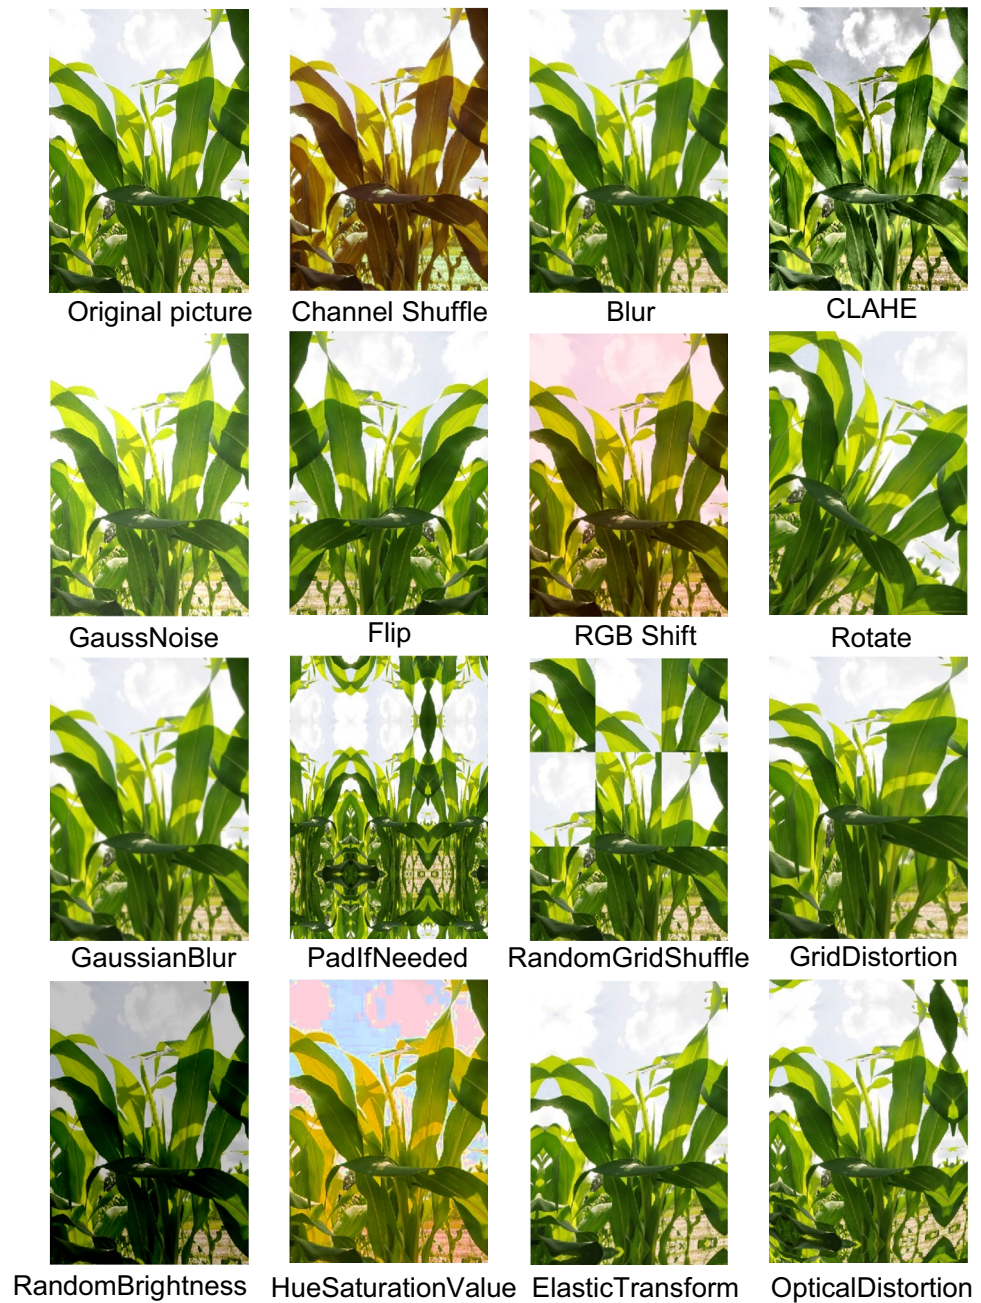 Original picture
Channel Shuffle
Blur
CLAHE
GaussNoise
Flip
RGB Shift
Rotate
GaussianBlur
PadIfNeeded
RandomGridShuffle
GridDistortion
RandomBrightness
HueSaturationValue
ElasticTransform
OpticalDistortion